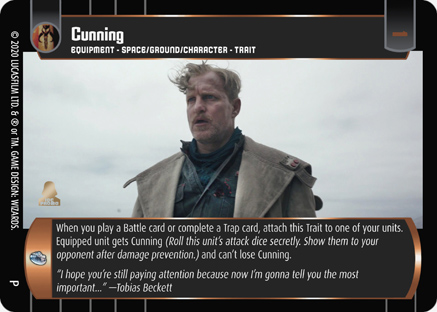 Cunning
EQUIPMENT - SPACE/GROUND/CHARACTER - TRAIT
© 2020 LUCASFILM LTD. & ® or TM. GAME DESIGN: WIZARDS.
P
When you play a Battle card or complete a Trap card, attach this Trait to one of your units.
Equipped unit gets Cunning (Roll this unit's attack dice secretly. Show them to your
opponent after damage prevention.) and can't lose Cunning.
"I hope you're still paying attention because now I'm gonna tell you the most
important..." —Tobias Beckett